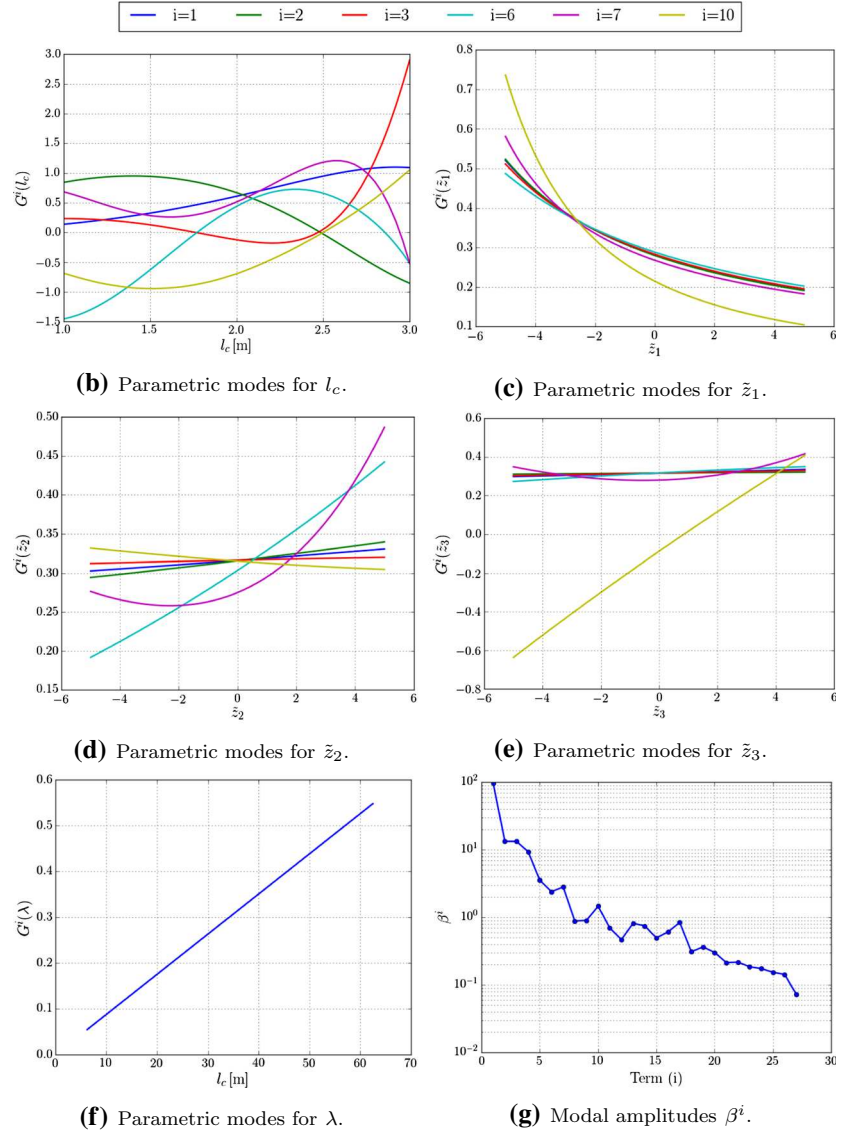 i=1 i=2 i=3 i=6 i=7 i=10
3.0
2.5
2.0
1.5
1.0
0.5
0.0
−0.5
−1.0
−1.5
G^i(l_c)
1.0 1.5 2.0 2.5 3.0
l_c[m]
(b) Parametric modes for l_c.
0.8
0.7
0.6
0.5
0.4
0.3
0.2
0.1
G^i(z̃_1)
−6 −4 −2 0 2 4 6
z̃_1
(c) Parametric modes for z̃_1.
0.50
0.45
0.40
0.35
0.30
0.25
0.20
0.15
G^i(z̃_2)
−6 −4 −2 0 2 4 6
z̃_2
(d) Parametric modes for z̃_2.
0.6
0.4
0.2
0.0
−0.2
−0.4
−0.6
−0.8
G^i(z̃_3)
−6 −4 −2 0 2 4 6
z̃_3
(e) Parametric modes for z̃_3.
0.6
0.5
0.4
0.3
0.2
0.1
0.0
G^i(λ)
0 10 20 30 40 50 60 70
l_c[m]
(f) Parametric modes for λ.
10^2
10^1
10^0
10^−1
10^−2
β^i
0 5 10 15 20 25 30
Term (i)
(g) Modal amplitudes β^i.